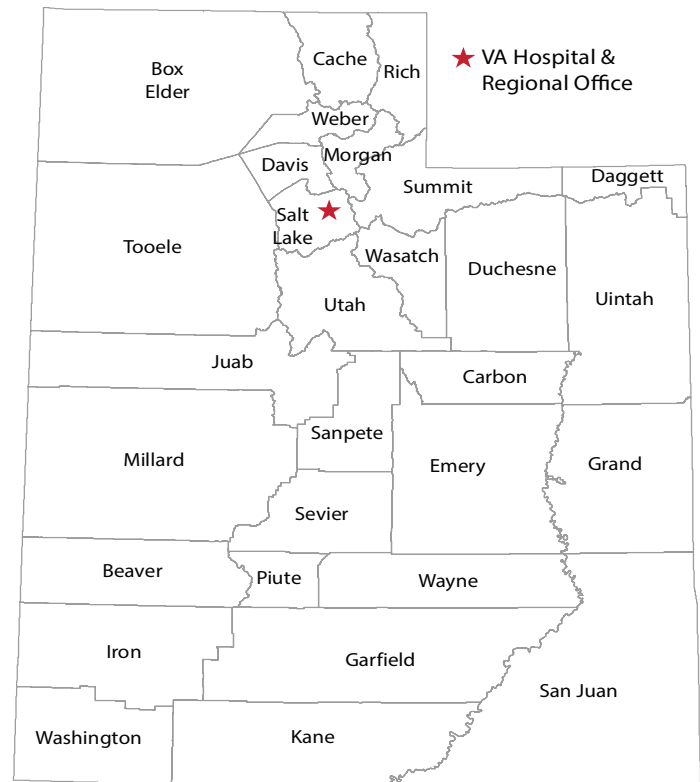 Cache
Rich
VA Hospital &
Regional Office
Box
Elder
Weber
Morgan
Davis
Summit
Daggett
Salt
Lake
Tooele
Wasatch
Duchesne
Uintah
Utah
Juab
Carbon
Sanpete
Millard
Emery
Grand
Sevier
Beaver
Piute
Wayne
Iron
Garfield
San Juan
Washington
Kane